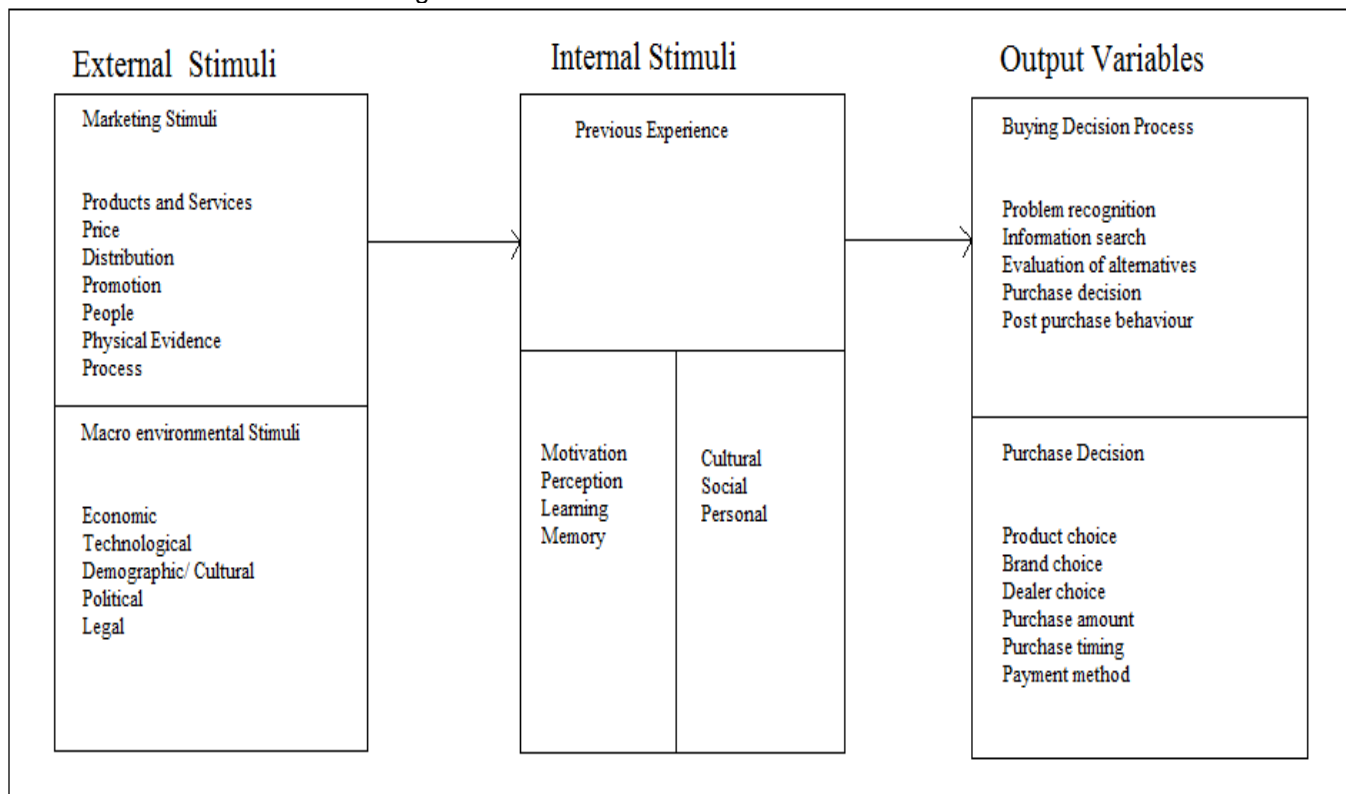 External Stimuli
Marketing Stimuli
Products and Services
Price
Distribution
Promotion
People
Physical Evidence
Process
Macro environmental Stimuli
Economic
Technological
Demographic/ Cultural
Political
Legal
Internal Stimuli
Previous Experience
Motivation
Perception
Learning
Memory
Cultural
Social
Personal
Output Variables
Buying Decision Process
Problem recognition
Information search
Evaluation of alternatives
Purchase decision
Post purchase behaviour
Purchase Decision
Product choice
Brand choice
Dealer choice
Purchase amount
Purchase timing
Payment method